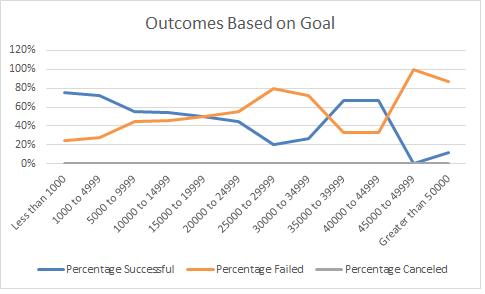 Outcomes Based on Goal
120%
100%
80%
60%
40%
20%
0%
Less than 1000
1000 to 4999
5000 to 9999
10000 to 14999
15000 to 19999
20000 to 24999
25000 to 29999
30000 to 34999
35000 to 39999
40000 to 44999
45000 to 49999
Greater than 50000
Percentage Successful
Percentage Failed
Percentage Canceled